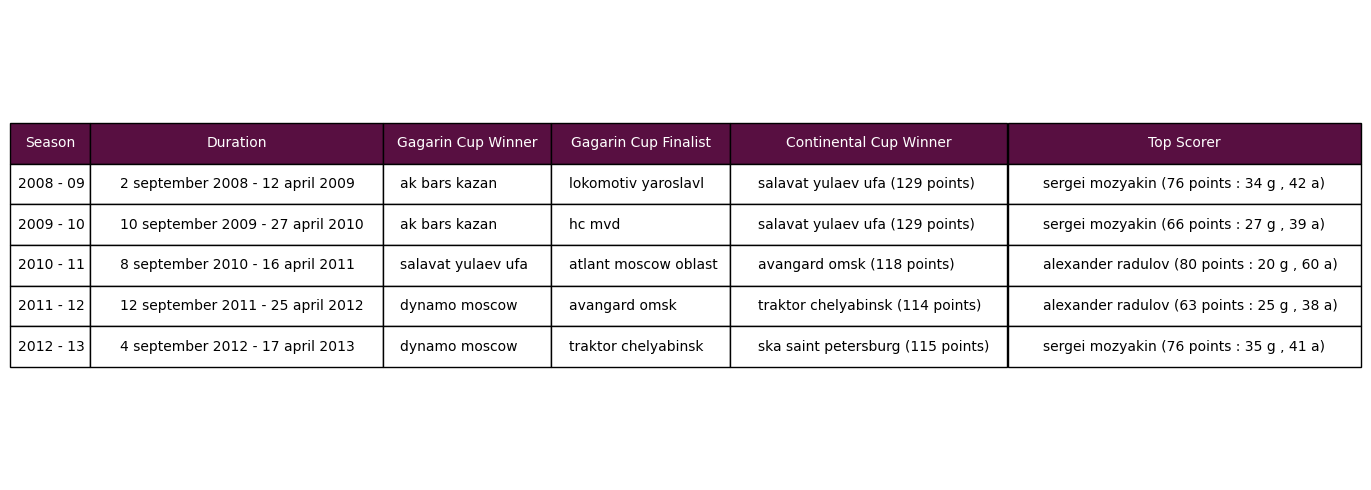 Season Duration Gagarin Cup Winner Gagarin Cup Finalist Continental Cup Winner Top Scorer
2008 - 09 2 september 2008 - 12 april 2009 ak bars kazan lokomotiv yaroslavl salavat yulaev ufa (129 points) sergei mozyakin (76 points : 34 g , 42 a)
2009 - 10 10 september 2009 - 27 april 2010 ak bars kazan hc mvd salavat yulaev ufa (129 points) sergei mozyakin (66 points : 27 g , 39 a)
2010 - 11 8 september 2010 - 16 april 2011 salavat yulaev ufa atlant moscow oblast avangard omsk (118 points) alexander radulov (80 points : 20 g , 60 a)
2011 - 12 12 september 2011 - 25 april 2012 dynamo moscow avangard omsk traktor chelyabinsk (114 points) alexander radulov (63 points : 25 g , 38 a)
2012 - 13 4 september 2012 - 17 april 2013 dynamo moscow traktor chelyabinsk ska saint petersburg (115 points) sergei mozyakin (76 points : 35 g , 41 a)